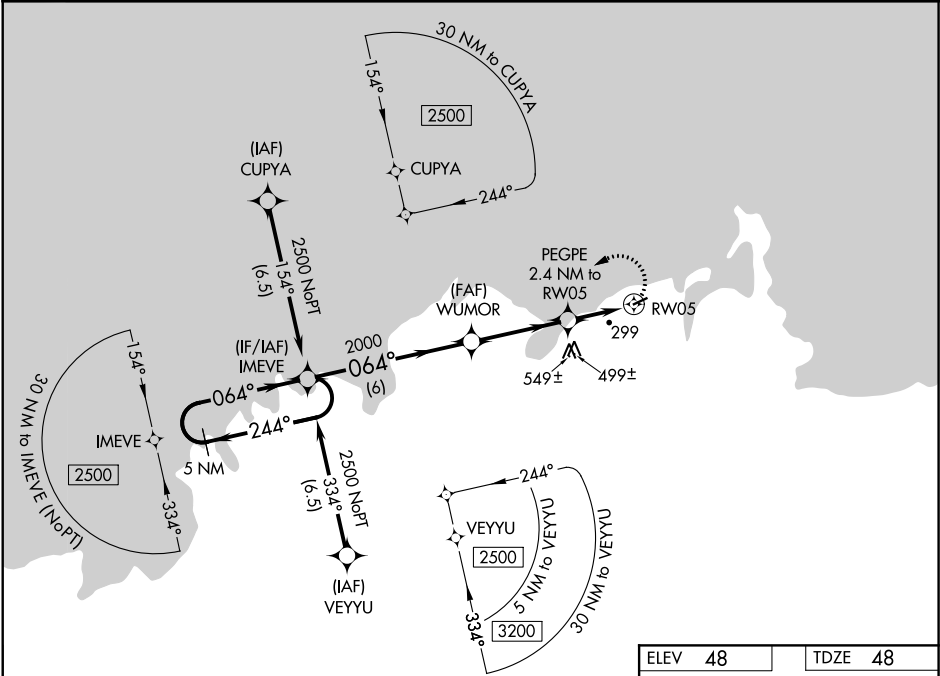 30 NM to CUPYA
154°
2500
CUPYA
244°
(IAF)
CUPYA
2500 NoPT
154°
(6.5)
PEGPE
2.4 NM to
RW05
(FAF)
WUMOR
RW05
299
549±
499±
(IF/IAF)
IMEVE
2000
064°
(6)
064°
244°
5 NM
154°
IMEVE
2500
334°
30 NM to IMEVE (NoPT)
2500 NoPT
334°
(6.5)
(IAF)
VEYYU
244°
VEYYU
2500
5 NM to VEYYU
30 NM to VEYYU
334°
3200
ELEV 48
TDZE 48